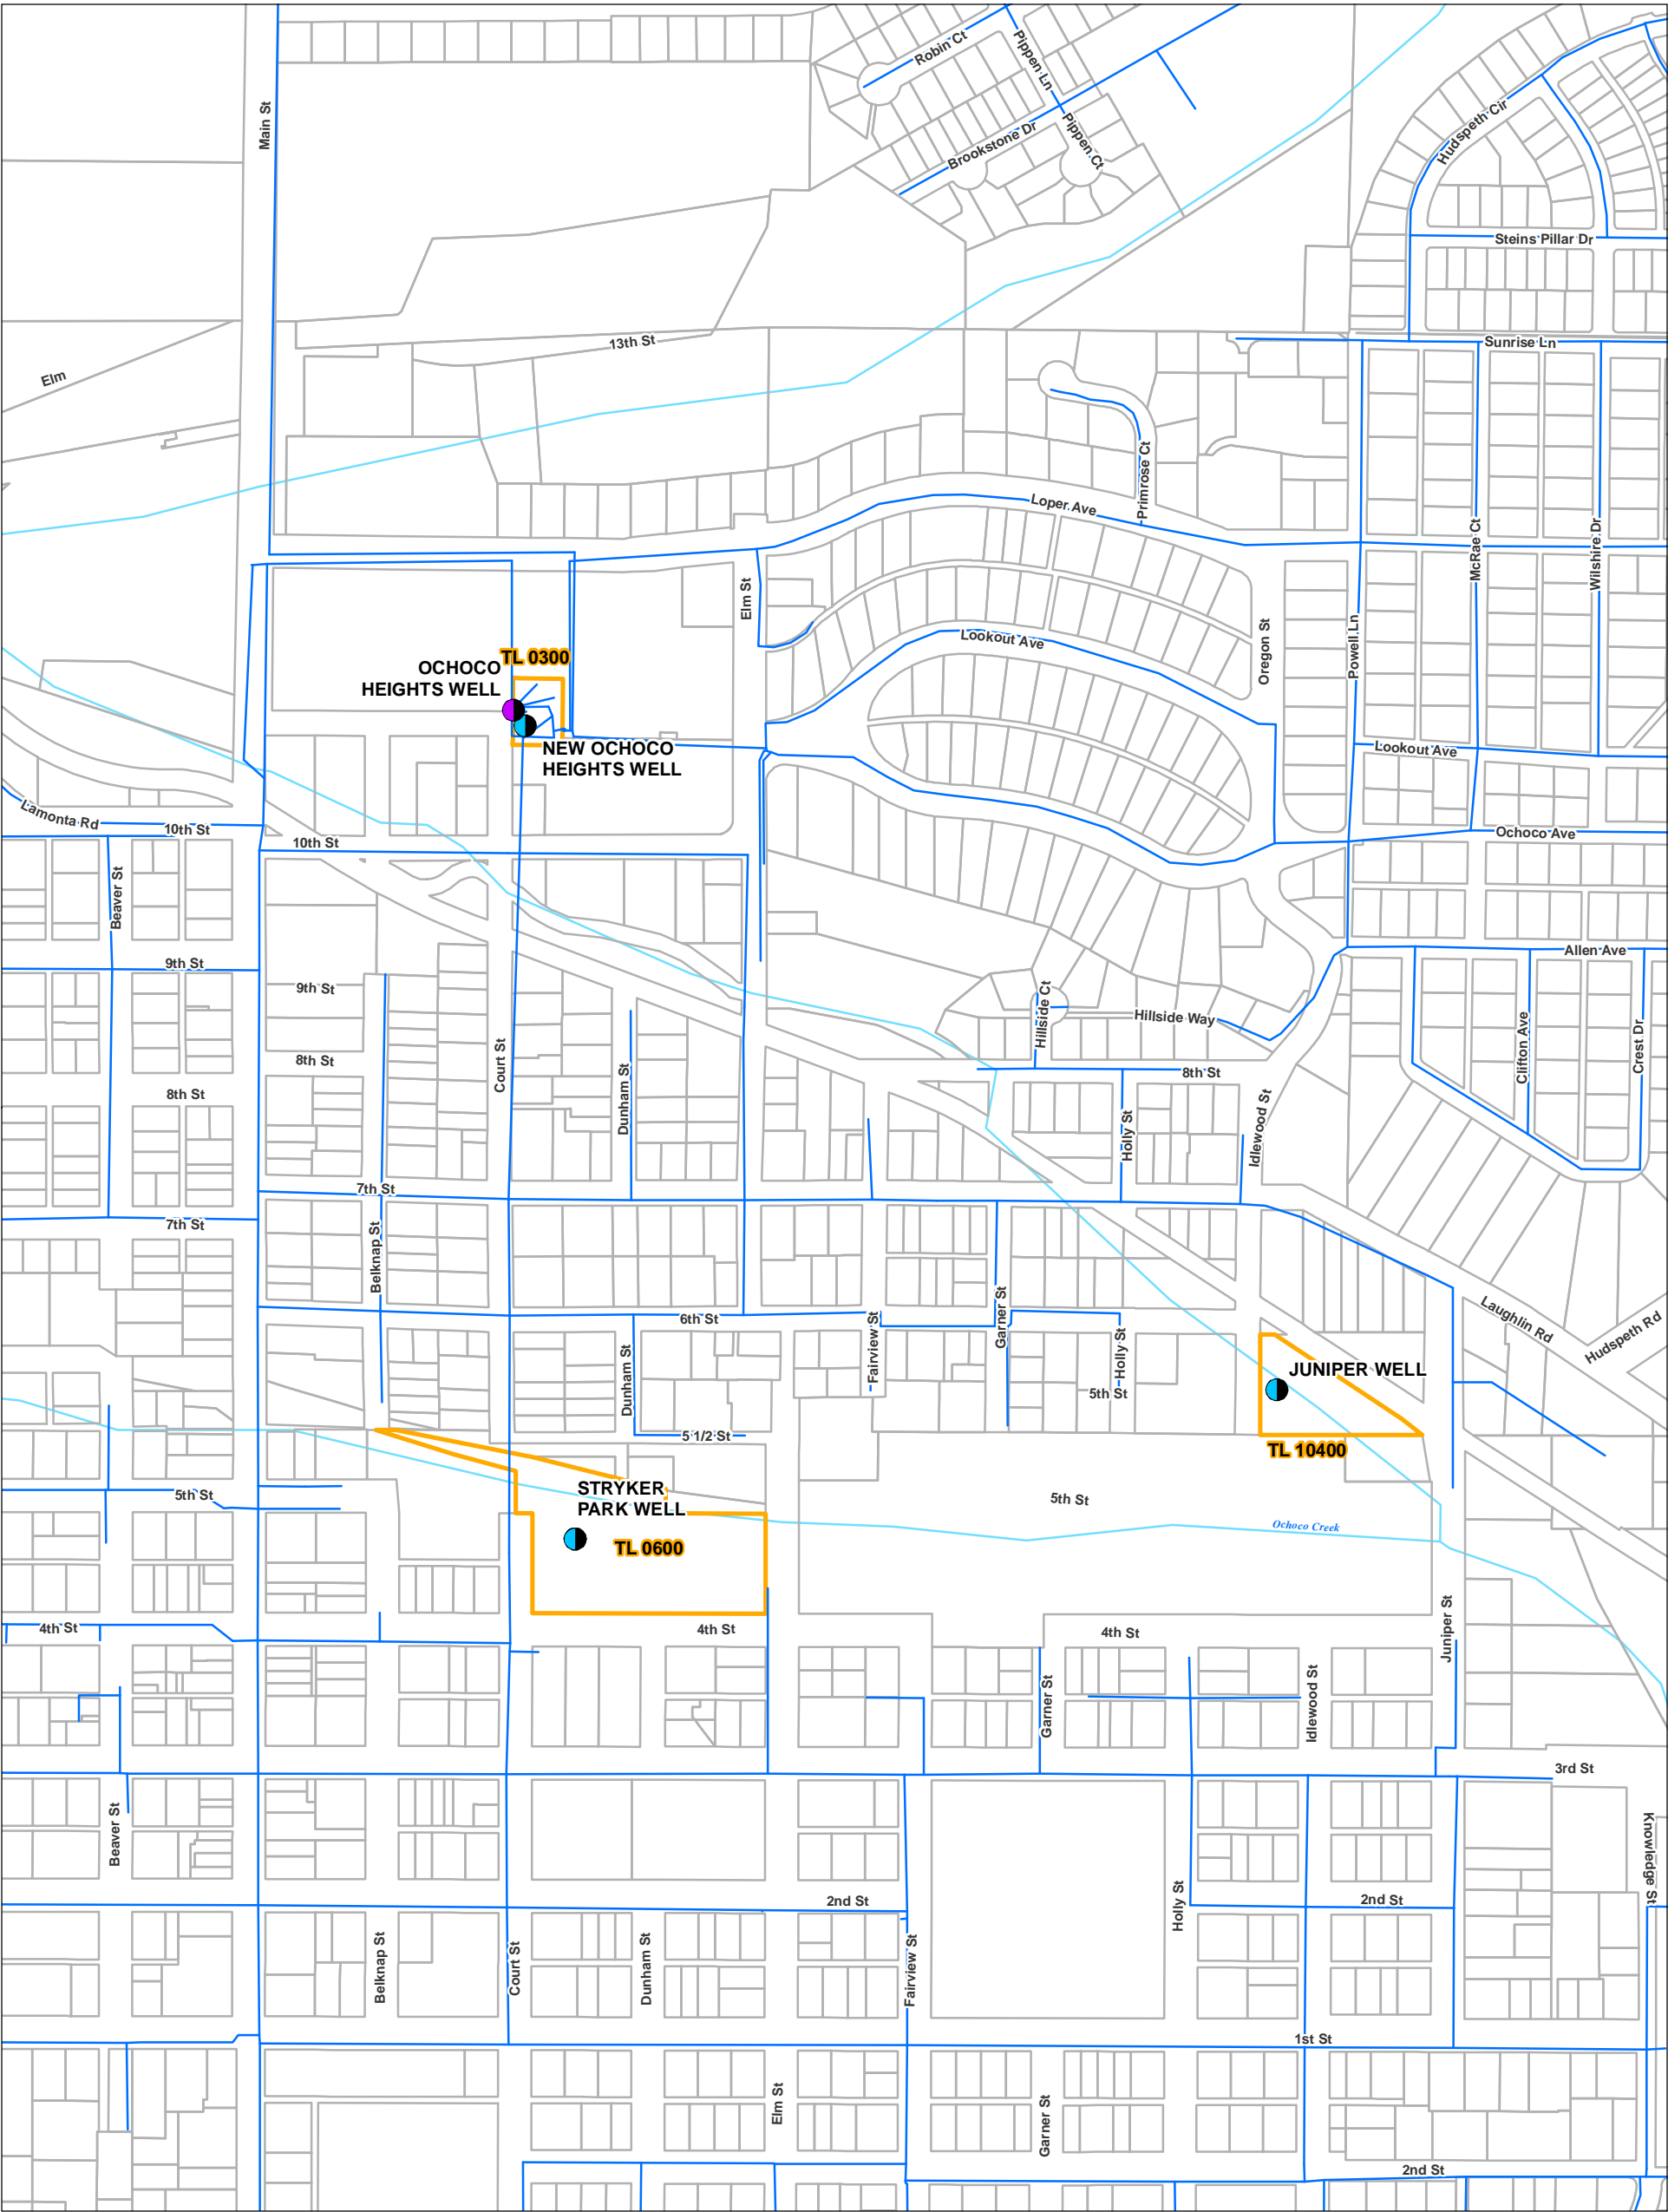 Robin Ct
Pippen Ln
Main St
Brookstone Dr
Pippen Ct
Hudspeth Cir
Steins Pillar Dr
13th St
Sunrise Ln
Elm
Primrose Ct
Loper Ave
McRae Ct
Wilshire Dr
Elm St
Lookout Ave
Oregon St
Powell Ln
TL 0300
OCHOCO
HEIGHTS WELL
NEW OCHOCO
HEIGHTS WELL
Lookout Ave
Lamonta Rd
10th St
10th St
Ochoco Ave
Beaver St
9th St
9th St
Allen Ave
Hillside Ct
Hillside Way
Court St
8th St
8th St
Dunham St
8th St
Holly St
Idlewood St
Clifton Ave
Crest Dr
7th St
7th St
Belknap St
6th St
Garner St
Fairview St
Holly St
Dunham St
Laughlin Rd
Hudspeth Rd
JUNIPER WELL
5th St
5 1/2 St
TL 10400
STRYKER
PARK WELL
5th St
5th St
Ochoco Creek
TL 0600
4th St
4th St
4th St
Juniper St
Garner St
Idlewood St
3rd St
Beaver St
Knowledge St
2nd St
2nd St
Holly St
Belknap St
Court St
Dunham St
Fairview St
1st St
Elm St
Garner St
2nd St